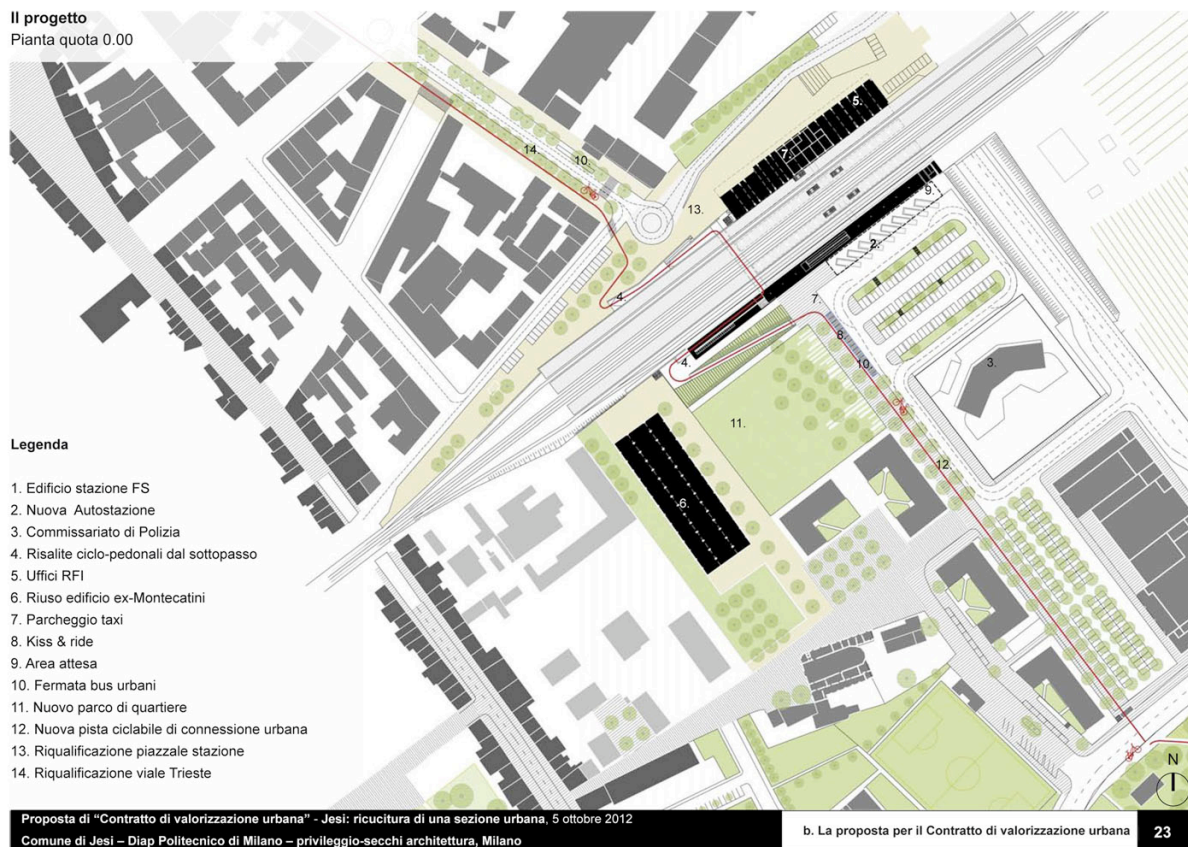 Il progetto
Pianta quota 0.00
5.
14.
10.
7.
13.
9.
2.
4.
7.
8.
10.
4.
3.
11.
12.
6.
Legenda
1. Edificio stazione FS
2. Nuova Autostazione
3. Commissariato di Polizia
4. Risalite ciclo-pedonali dal sottopasso
5. Uffici RFI
6. Riuso edificio ex-Montecatini
7. Parcheggio taxi
8. Kiss & ride
9. Area attesa
10. Fermata bus urbani
11. Nuovo parco di quartiere
12. Nuova pista ciclabile di connessione urbana
13. Riqualificazione piazzale stazione
14. Riqualificazione viale Trieste
N
Proposta di “Contratto di valorizzazione urbana” - Jesi: ricucitura di una sezione urbana, 5 ottobre 2012
Comune di Jesi – Diap Politecnico di Milano – privileggio-secchi architettura, Milano
b. La proposta per il Contratto di valorizzazione urbana 23